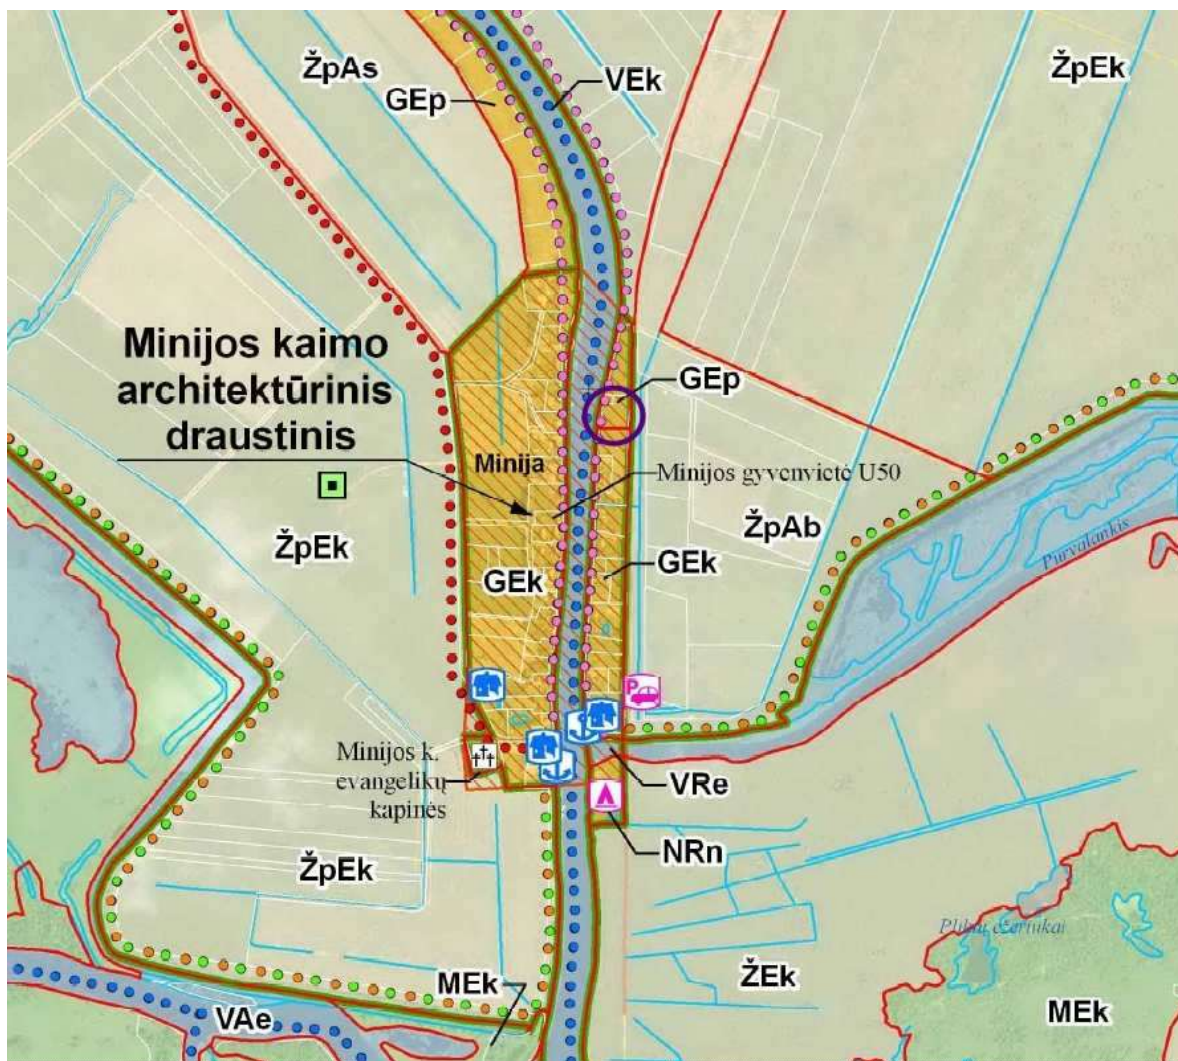 ŽpAs
GEp
VEk
ŽpEk
Minijos kaimo
architektūrinis
draustinis
GEp
Minija
Minijos gyvenvietė U50
ŽpEk
ŽpAb
Purvalankis
GEk
GEk
P
Minijos k.
evangelikų
kapinės
VRe
NRn
ŽpEk
ŽEk
MEk
MEk
VAe